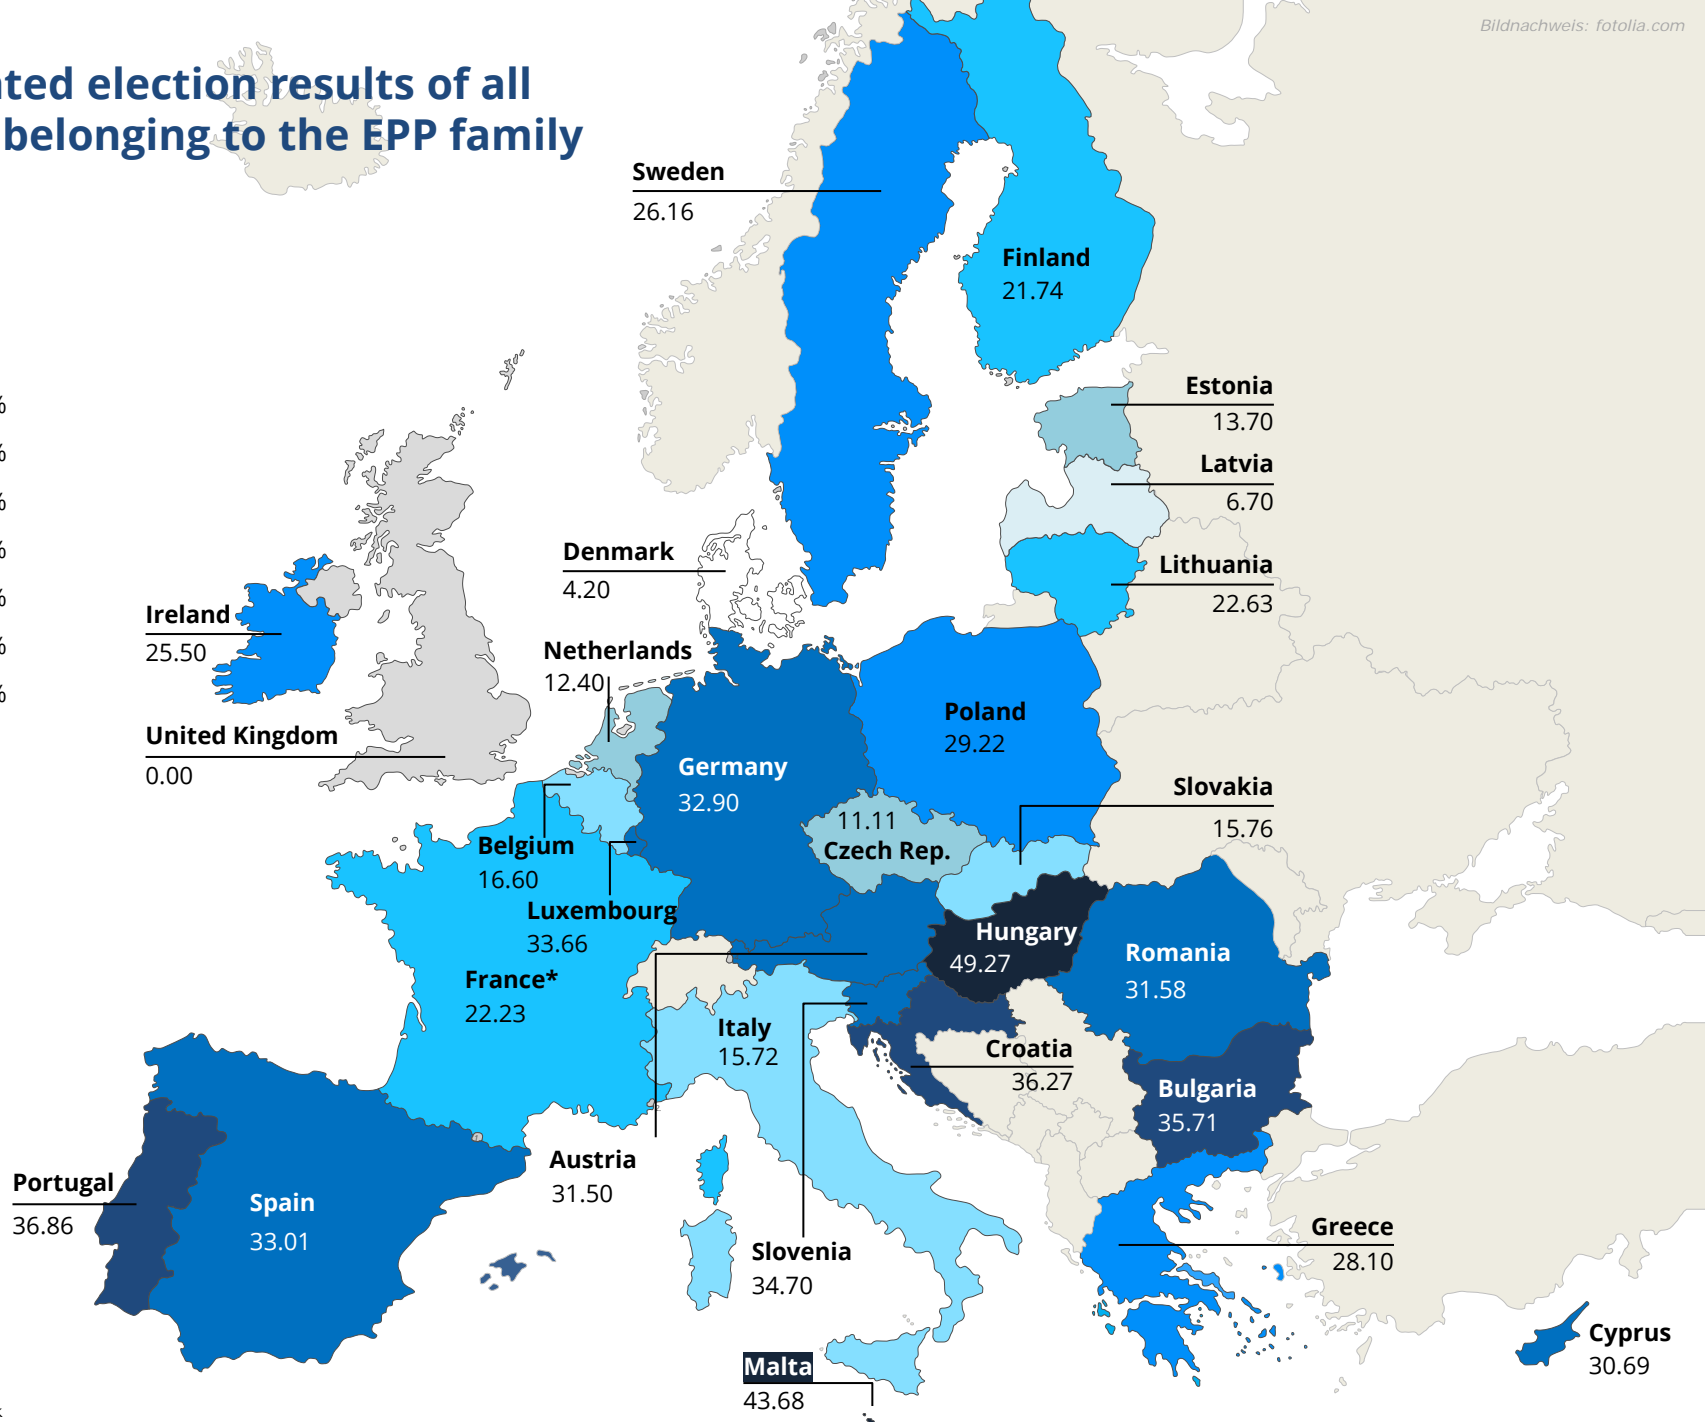 Bildnachweis: fotolia.com
ted election results of all
belonging to the EPP family
Sweden
26.16
Finland
21.74
Estonia
13.70
%
%
Latvia
6.70
%
Denmark
4.20
%
Lithuania
22.63
%
Ireland
25.50
%
Netherlands
12.40
%
United Kingdom
0.00
Poland
29.22
Germany
32.90
Slovakia
15.76
11.11
Czech Rep.
Belgium
16.60
Luxembourg
33.66
France*
22.23
Hungary
49.27
Romania
31.58
Italy
15.72
Croatia
36.27
Bulgaria
35.71
Austria
31.50
Portugal
36.86
Spain
33.01
Slovenia
34.70
Greece
28.10
Cyprus
30.69
Malta
43.68